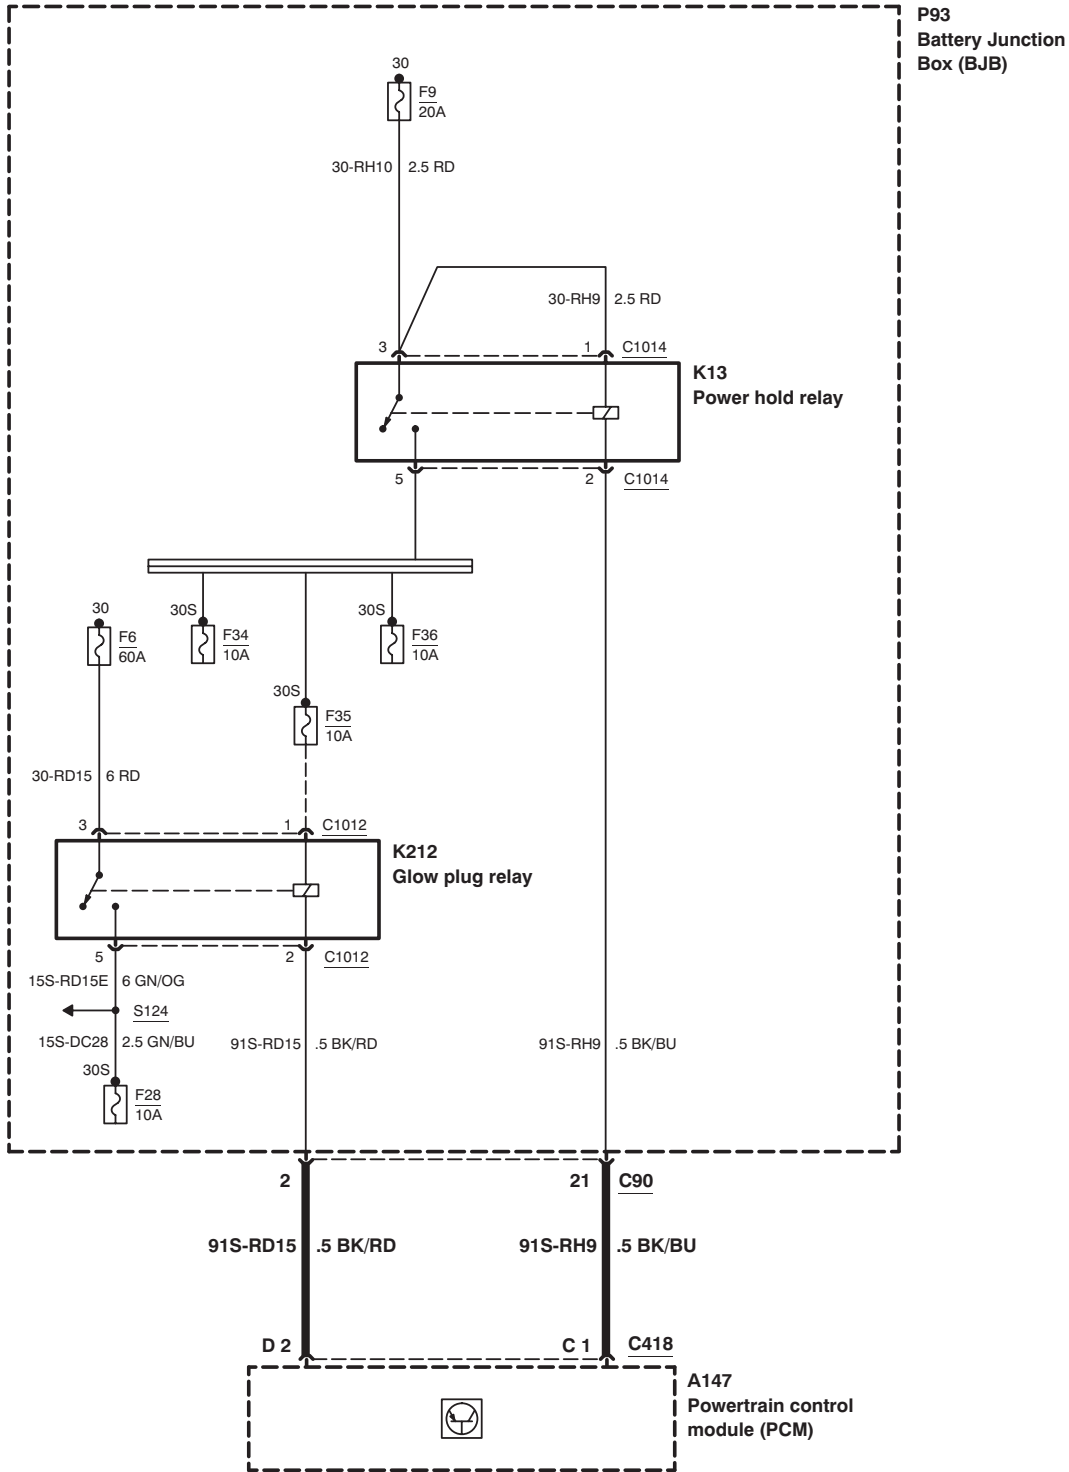 P93
Battery Junction
Box (BJB)
30
F9
20A
30-RH10 2.5 RD
30-RH9 2.5 RD
3 1 C1014
K13
Power hold relay
5 2 C1014
30 30S 30S
F6
60A
F34
10A
F36
10A
30S
F35
10A
30-RD15 6 RD
3 1 C1012
K212
Glow plug relay
5 2 C1012
15S-RD15E 6 GN/OG
S124
15S-DC28 2.5 GN/BU 91S-RD15 .5 BK/RD 91S-RH9 .5 BK/BU
30S
F28
10A
2 21 C90
91S-RD15 .5 BK/RD 91S-RH9 .5 BK/BU
D 2 C 1 C418
A147
Powertrain control
module (PCM)